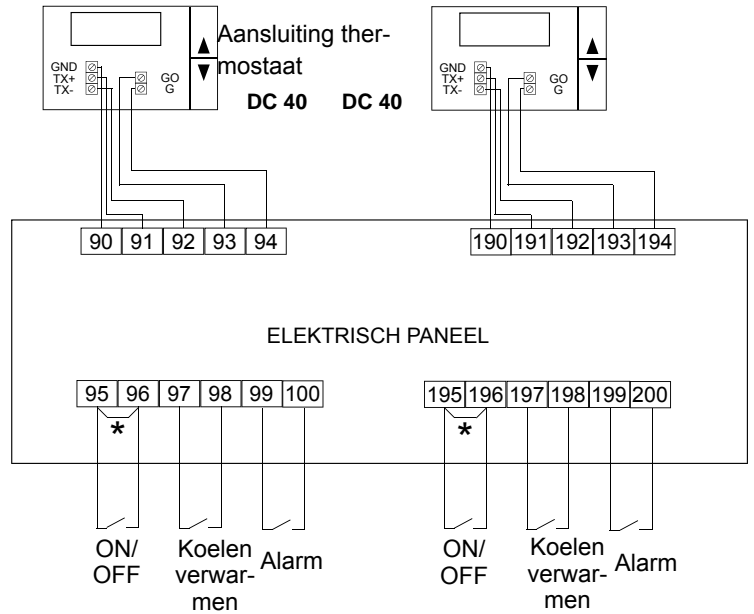 Aansluiting ther-
mostaat
DC 40 DC 40
GND
TX+
TX-
GO
G
GND
TX+
TX-
GO
G
90 91 92 93 94
190 191 192 193 194
ELEKTRISCH PANEEL
95 96 97 98 99 100
195 196 197 198 199 200
*
*
ON/
OFF
Koelen
verwar-
men
Alarm
ON/
OFF
Koelen
verwar-
men
Alarm